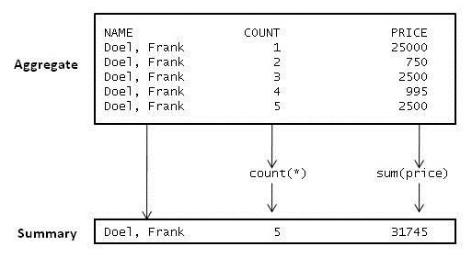 NAME COUNT PRICE
Doel, Frank 1 25000
Doel, Frank 2 750
Aggregate
Doel, Frank 3 2500
Doel, Frank 4 995
Doel, Frank 5 2500
count(*) sum(price)
Summary Doel, Frank 5 31745